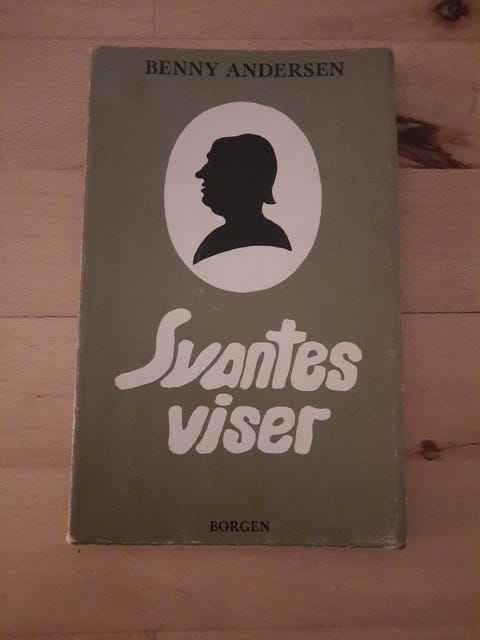 BENNY ANDERSEN
Svantes
viser
BORGEN